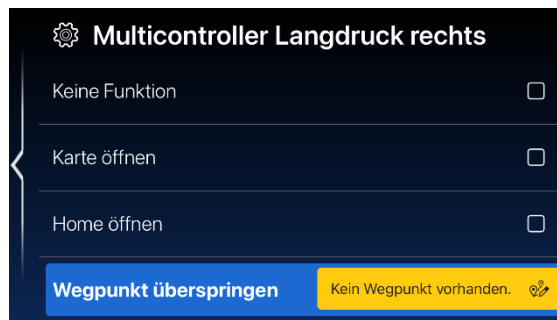 Multicontroller Langdruck rechts
Keine Funktion
Karte öffnen
Home öffnen
Wegpunkt überspringen
Kein Wegpunkt vorhanden.